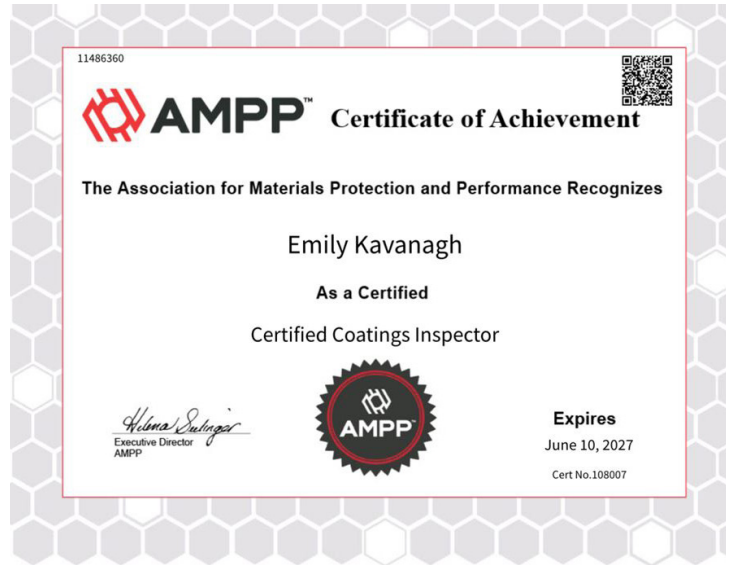 11486360
AMPP™
Certificate of Achievement
The Association for Materials Protection and Performance Recognizes
Emily Kavanagh
As a Certified
Certified Coatings Inspector
Executive Director
AMPP
AMPP™
Expires
June 10, 2027
Cert No.108007